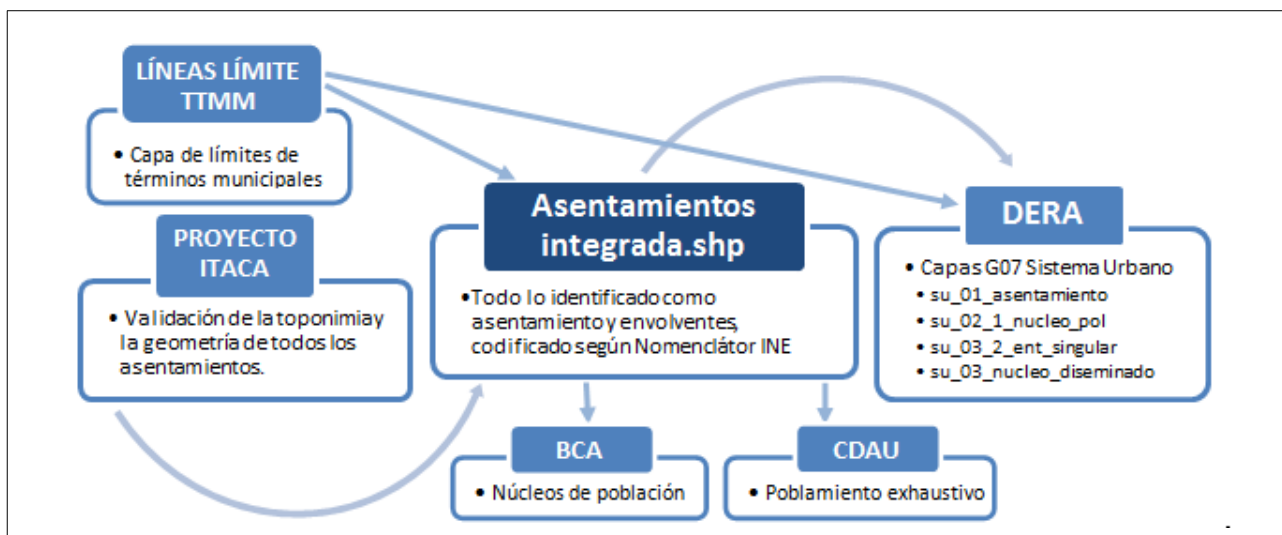 LÍNEAS LÍMITE
TTMM
• Capa de límites de
términos municipales
PROYECTO
ITACA
• Validación de la toponimia y
la geometría de todos los
asentamientos.
Asentamientos
integrada.shp
• Todo lo identificado como
asentamiento y envolventes,
codificado según Nomenclátor INE
BCA
• Núcleos de población
CDAU
• Poblamiento exhaustivo
DERA
• Capas G07 Sistema Urbano
• su_01_asentamiento
• su_02_1_nucleo_pol
• su_03_2_ent_singular
• su_03_nucleo_diseminado